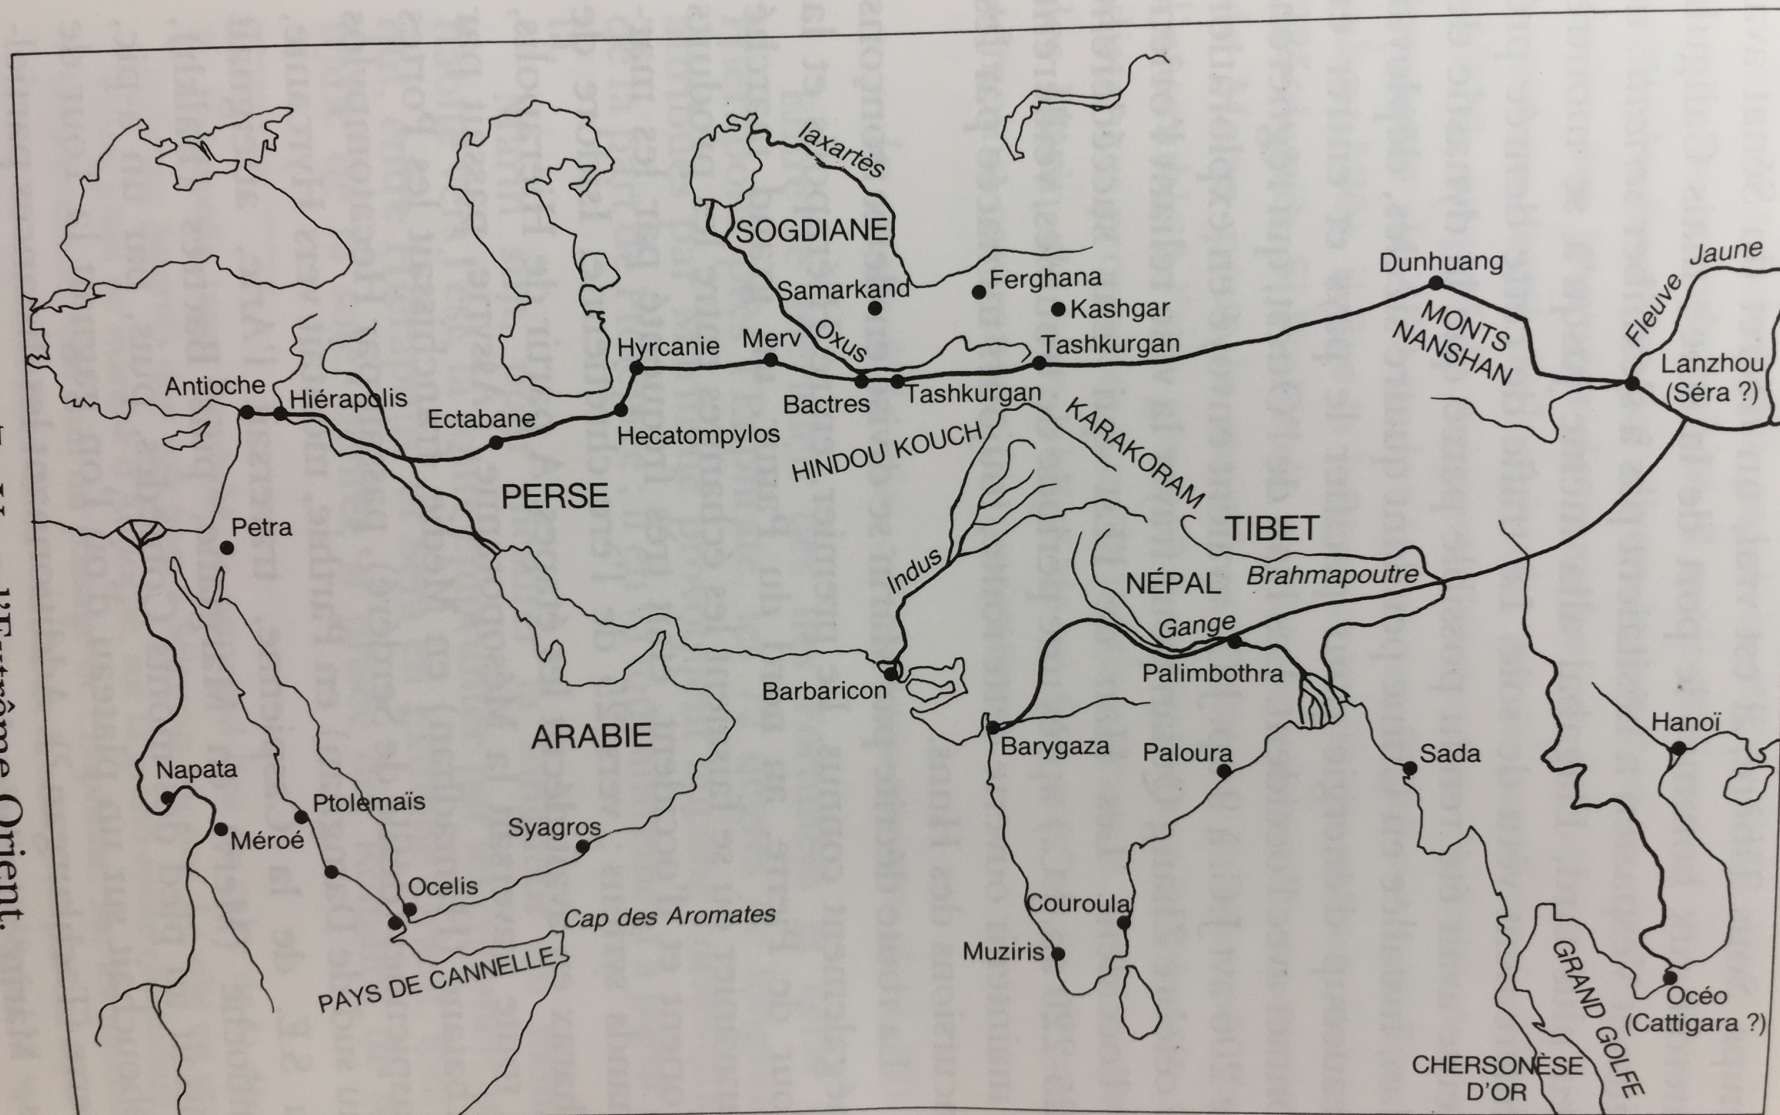 Iaxartès
SOGDIANE
Samarkand
Ferghana
Kashgar
Dunhuang
Fleuve Jaune
MONTS
NANSHAN
Lanzhou
(Séra ?)
Hyrcanie
Merv
Oxus
Tashkurgan
Antioche
Hiérapolis
Ectabane
Hecatompylos
Bactres
Tashkurgan
HINDOU KOUCH
KARAKORAM
PERSE
Petra
TIBET
Indus
NÉPAL
Brahmapoutre
Gange
Palimbothra
Barbaricon
ARABIE
Barygaza
Paloura
Sada
Hanoï
Napata
Ptolemaïs
Méroé
Syagros
Ocelis
Cap des Aromates
PAYS DE CANNELLE
Couroula
Muziris
GRAND GOLFE
Océo
(Cattigara ?)
CHERSONÈSE
D'OR
l'Extrême Orient.